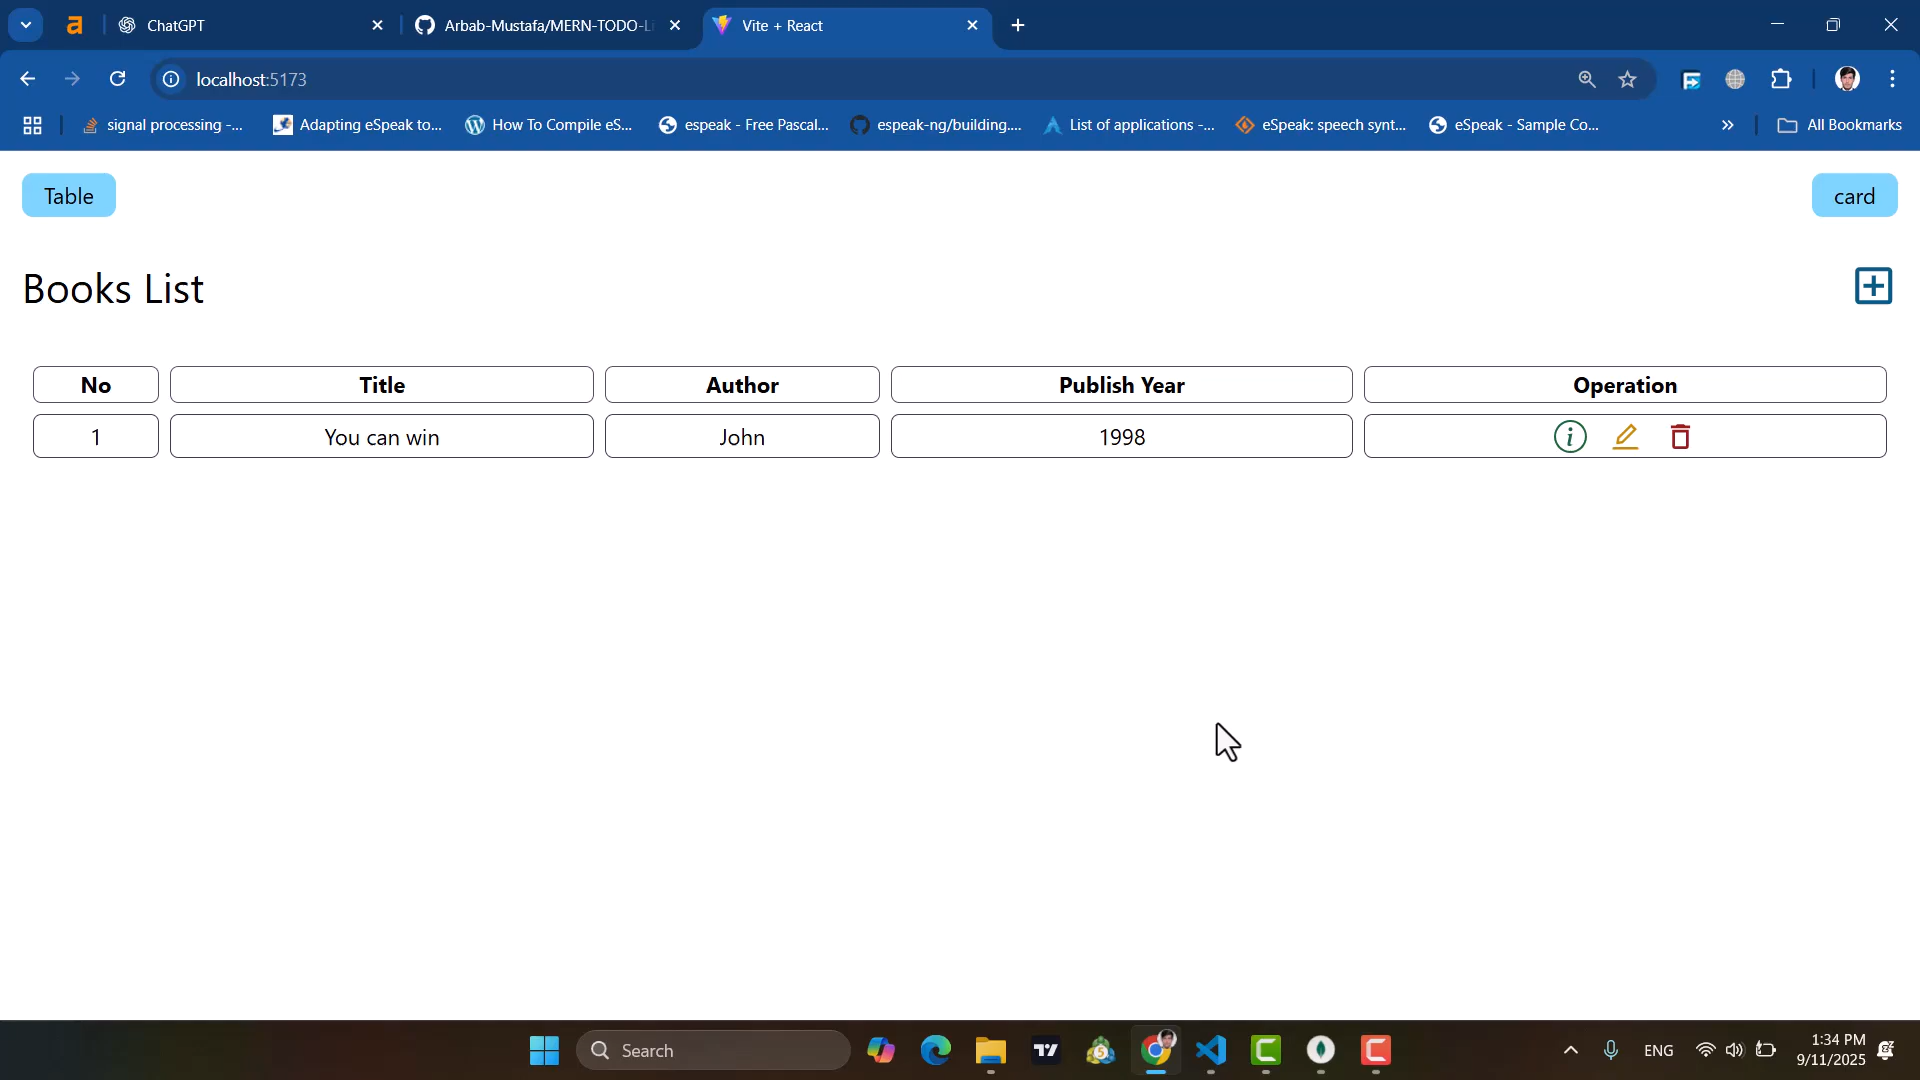 ChatGPT
Arbab-Mustafa/MERN-TODO-L
Vite + React
localhost:5173
signal processing -...
Adapting eSpeak to...
How To Compile eS...
espeak - Free Pascal...
espeak-ng/building....
List of applications -...
eSpeak: speech synt...
eSpeak - Sample Co...
All Bookmarks
Table
card
Books List
No Title Author Publish Year Operation
1 You can win John 1998
Search
ENG
1:34 PM
9/11/2025